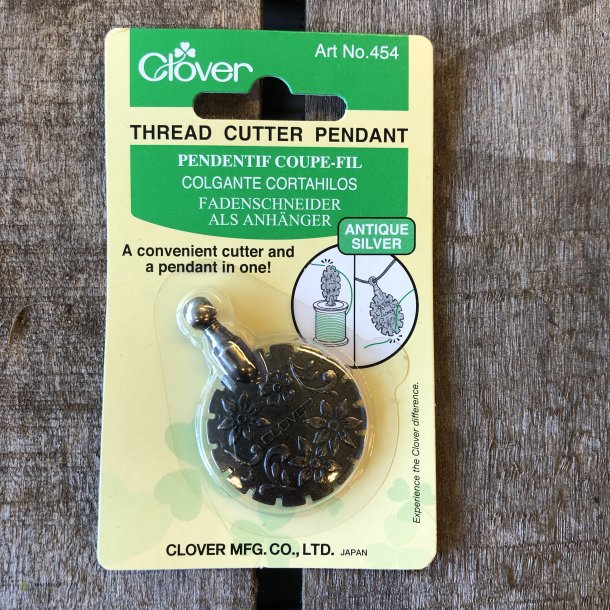 Clover
Art No.454
THREAD CUTTER PENDANT
PENDENTIF COUPE-FIL
COLGANTE CORTAHILOS
FADENSCHNEIDER
ALS ANHÄNGER
ANTIQUE
SILVER
A convenient cutter and
a pendant in one!
CLOVER
Experience the Clover difference.
CLOVER MFG.CO.,LTD. JAPAN